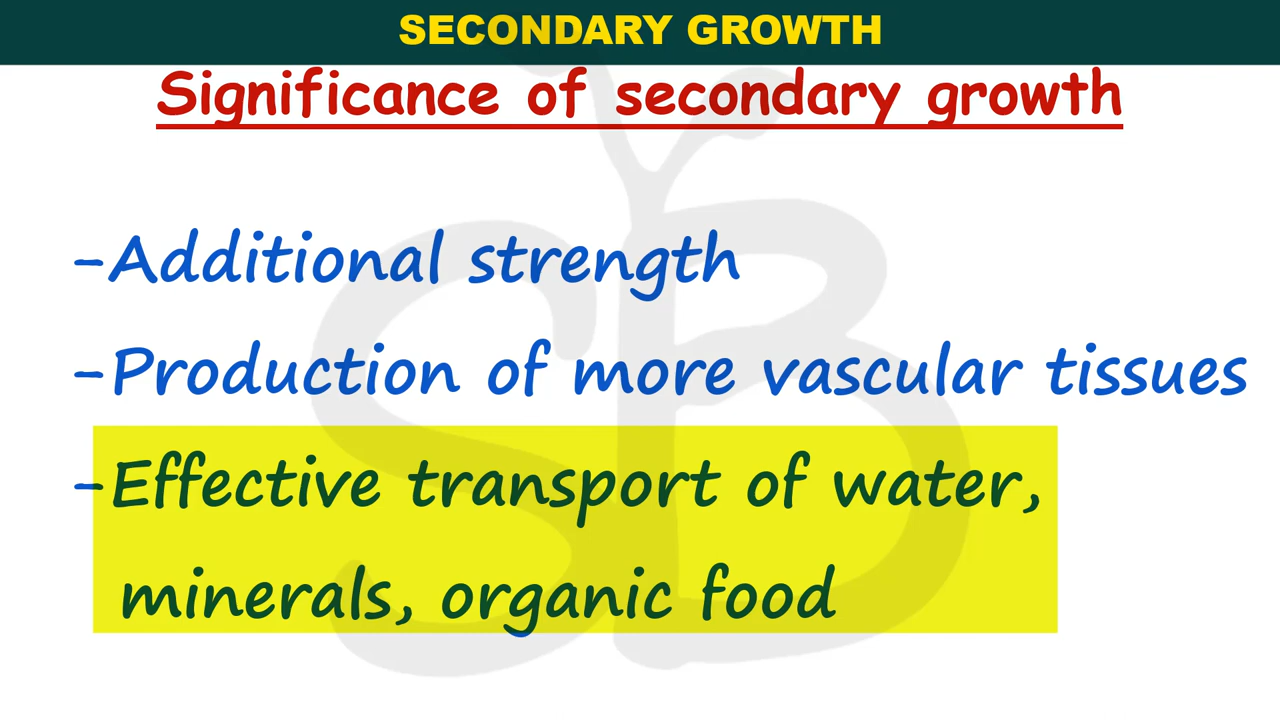 SECONDARY GROWTH
Significance of secondary growth
-Additional strength
-Production of more vascular tissues
-Effective transport of water,
minerals, organic food
SB